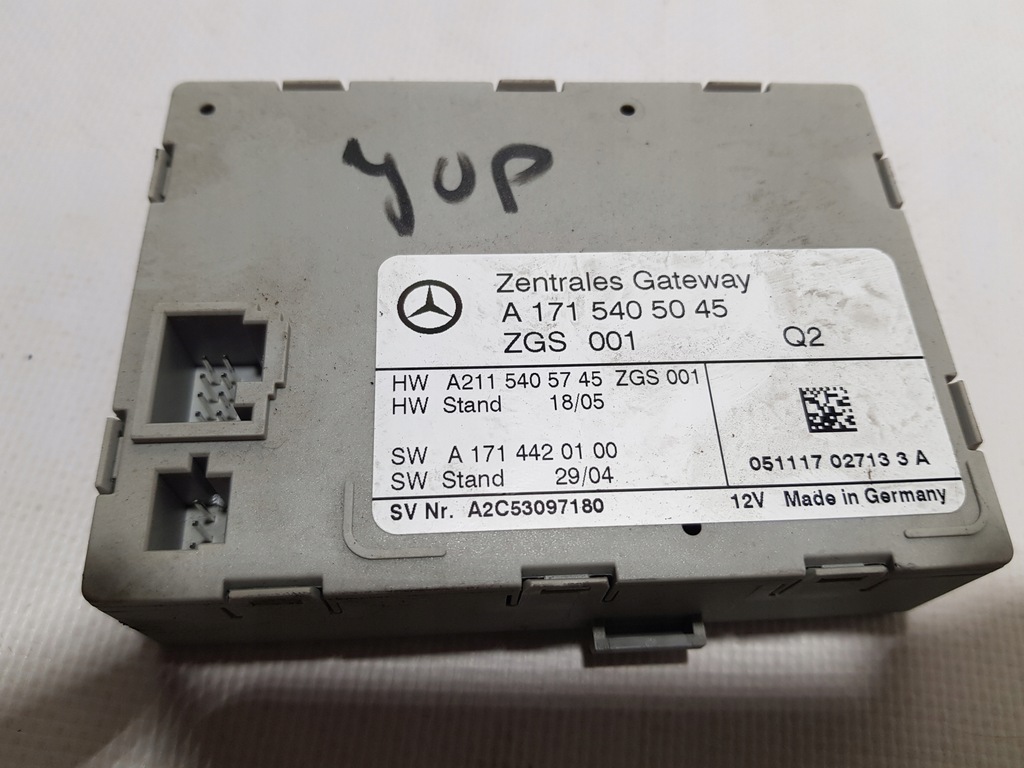 yop
Zentrales Gateway
A 171 540 50 45
ZGS 001 Q2
HW A211 540 57 45 ZGS 001
HW Stand 18/05
SW A 171 442 01 00
SW Stand 29/04
051117 02713 3 A
SV Nr. A2C53097180 12V Made in Germany